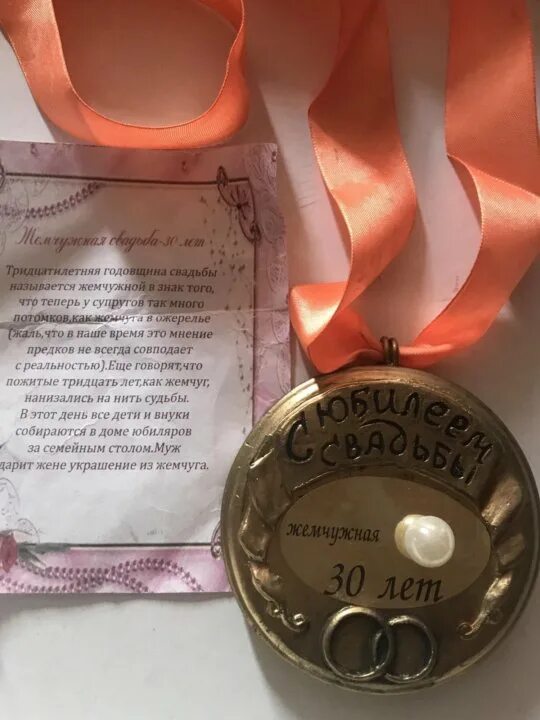 Жемчужная свадьба-30 лет
Тридцатилетняя годовщина свадьбы
называется жемчужной в знак того,
что теперь у супругов так много
потомков,как жемчуга в ожерелье
(жаль,что в наше время это мнение
предков не всегда совпадает
с реальностью).Еще говорят,что
пожитые тридцать лет,как жемчуг,
нанизались на нить судьбы.
В этот день все дети и внуки
собираются в доме юбиляров
за семейным столом.Муж
дарит жене украшение из жемчуга.
С ЮБИЛЕЕМ
СВАДЬБЫ
жемчужная
30 лет